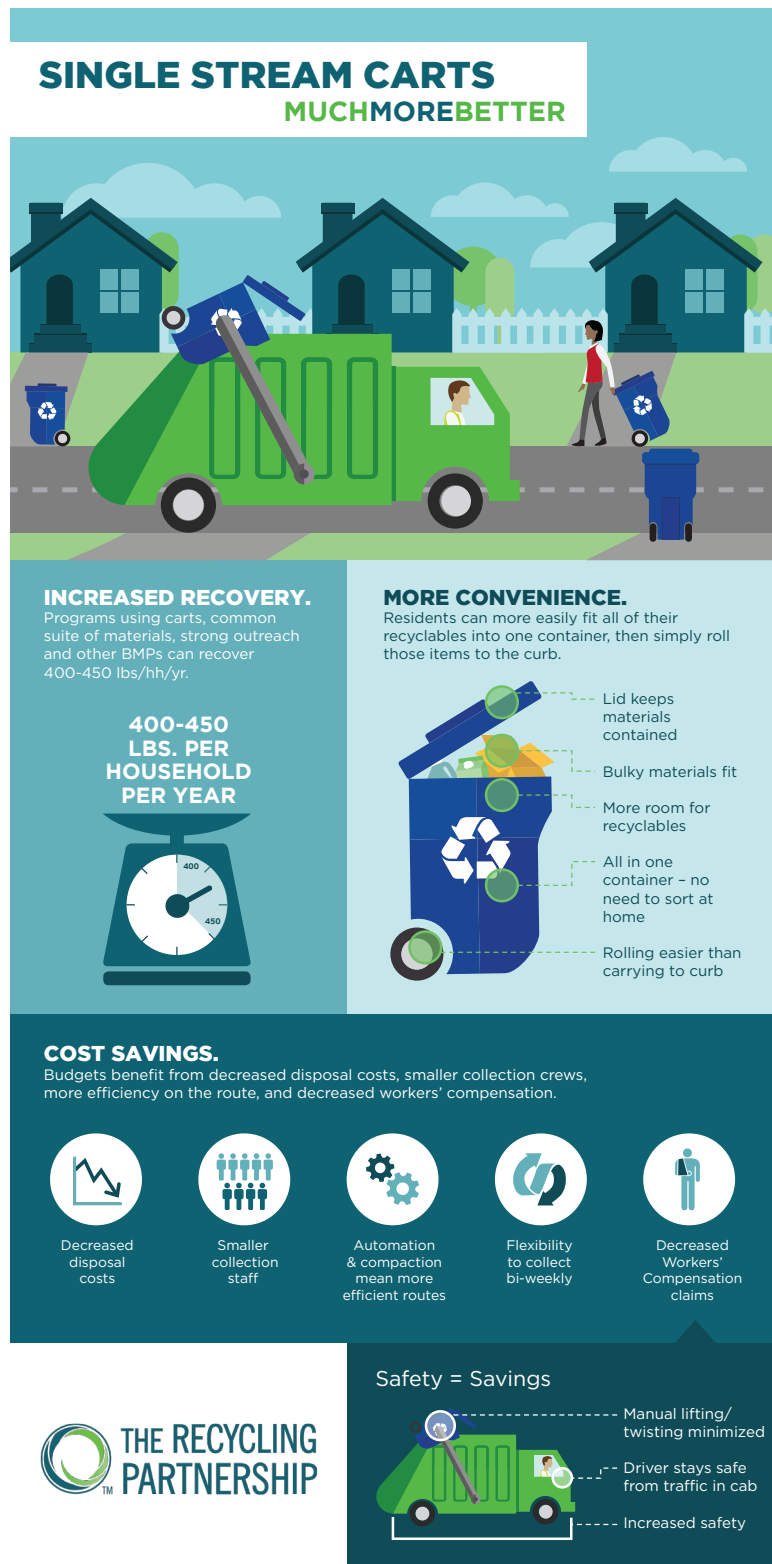 SINGLE STREAM CARTS
MUCHMOREBETTER
INCREASED RECOVERY.
Programs using carts, common
suite of materials, strong outreach
and other BMPs can recover
400-450 lbs/hh/yr.
400-450
LBS. PER
HOUSEHOLD
PER YEAR
400
450
MORE CONVENIENCE.
Residents can more easily fit all of their
recyclables into one container, then simply roll
those items to the curb.
Lid keeps
materials
contained
Bulky materials fit
More room for
recyclables
All in one
container – no
need to sort at
home
Rolling easier than
carrying to curb
COST SAVINGS.
Budgets benefit from decreased disposal costs, smaller collection crews,
more efficiency on the route, and decreased workers’ compensation.
Decreased
disposal
costs
Smaller
collection
staff
Automation
& compaction
mean more
efficient routes
Flexibility
to collect
bi-weekly
Decreased
Workers’
Compensation
claims
THE RECYCLING
PARTNERSHIP
TM
Safety = Savings
Manual lifting/
twisting minimized
Driver stays safe
from traffic in cab
Increased safety